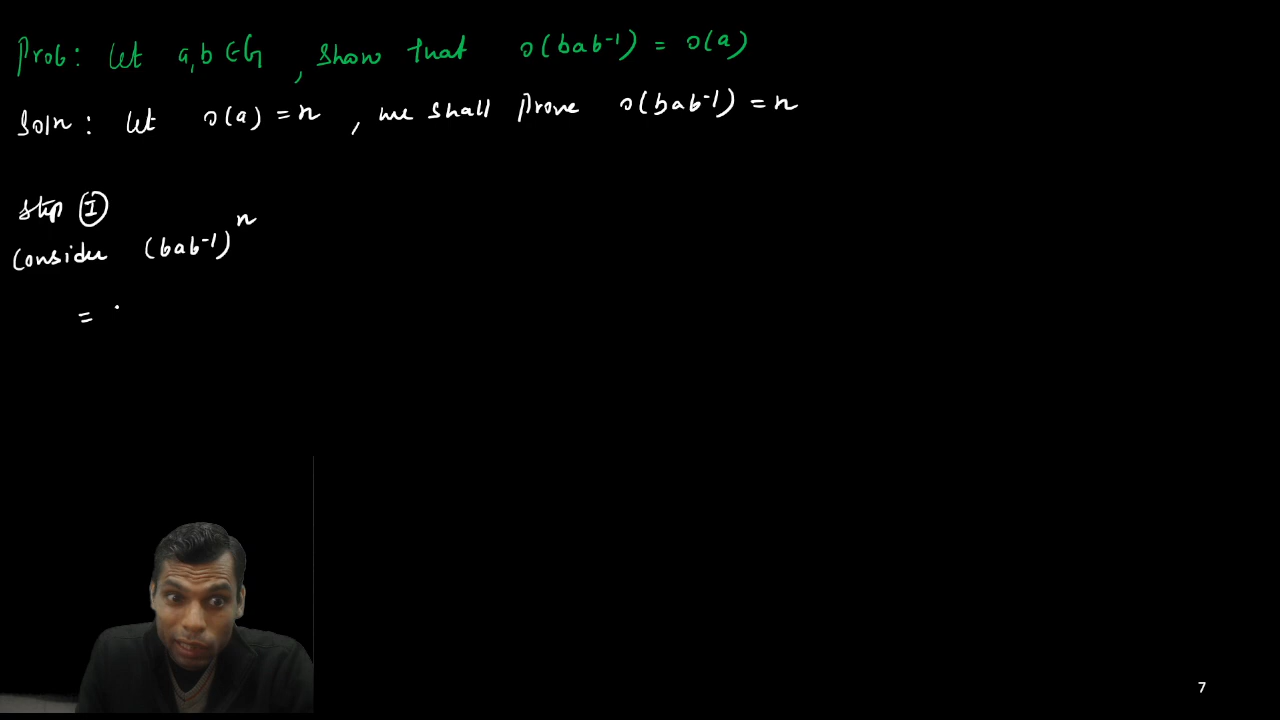 Prob: Let a,b ∈ G, show that o(bab⁻¹) = o(a)
Soln: Let o(a) = n, we shall prove o(bab⁻¹) = n
Step Ⓘ
Consider (bab⁻¹)ⁿ
=
7